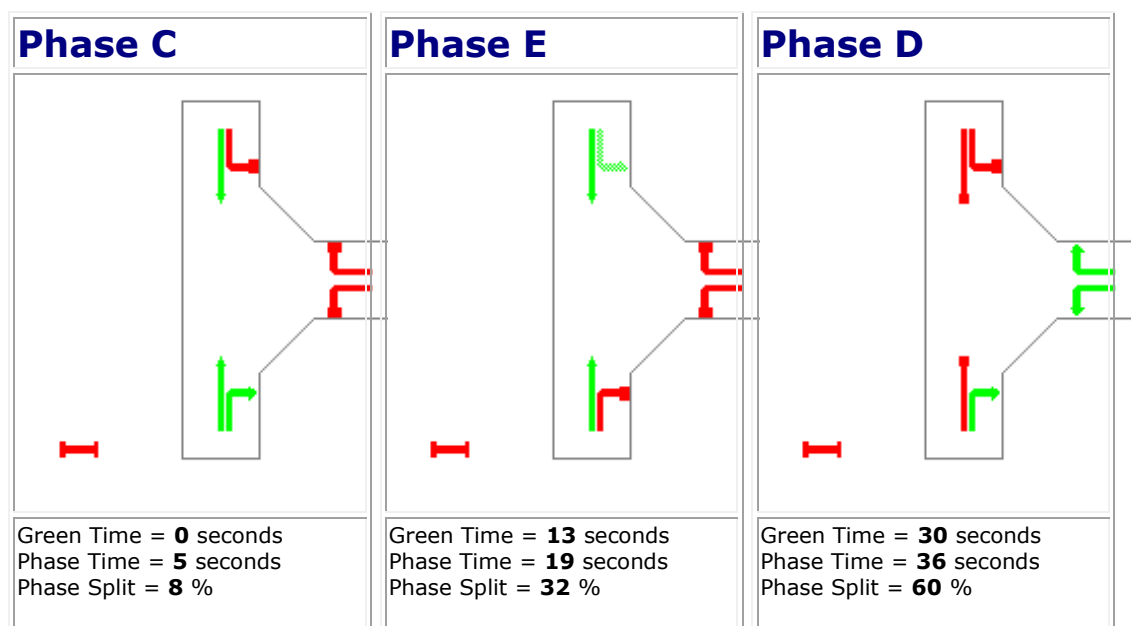 Phase C
Phase E
Phase D
Green Time = 0 seconds
Phase Time = 5 seconds
Phase Split = 8 %
Green Time = 13 seconds
Phase Time = 19 seconds
Phase Split = 32 %
Green Time = 30 seconds
Phase Time = 36 seconds
Phase Split = 60 %